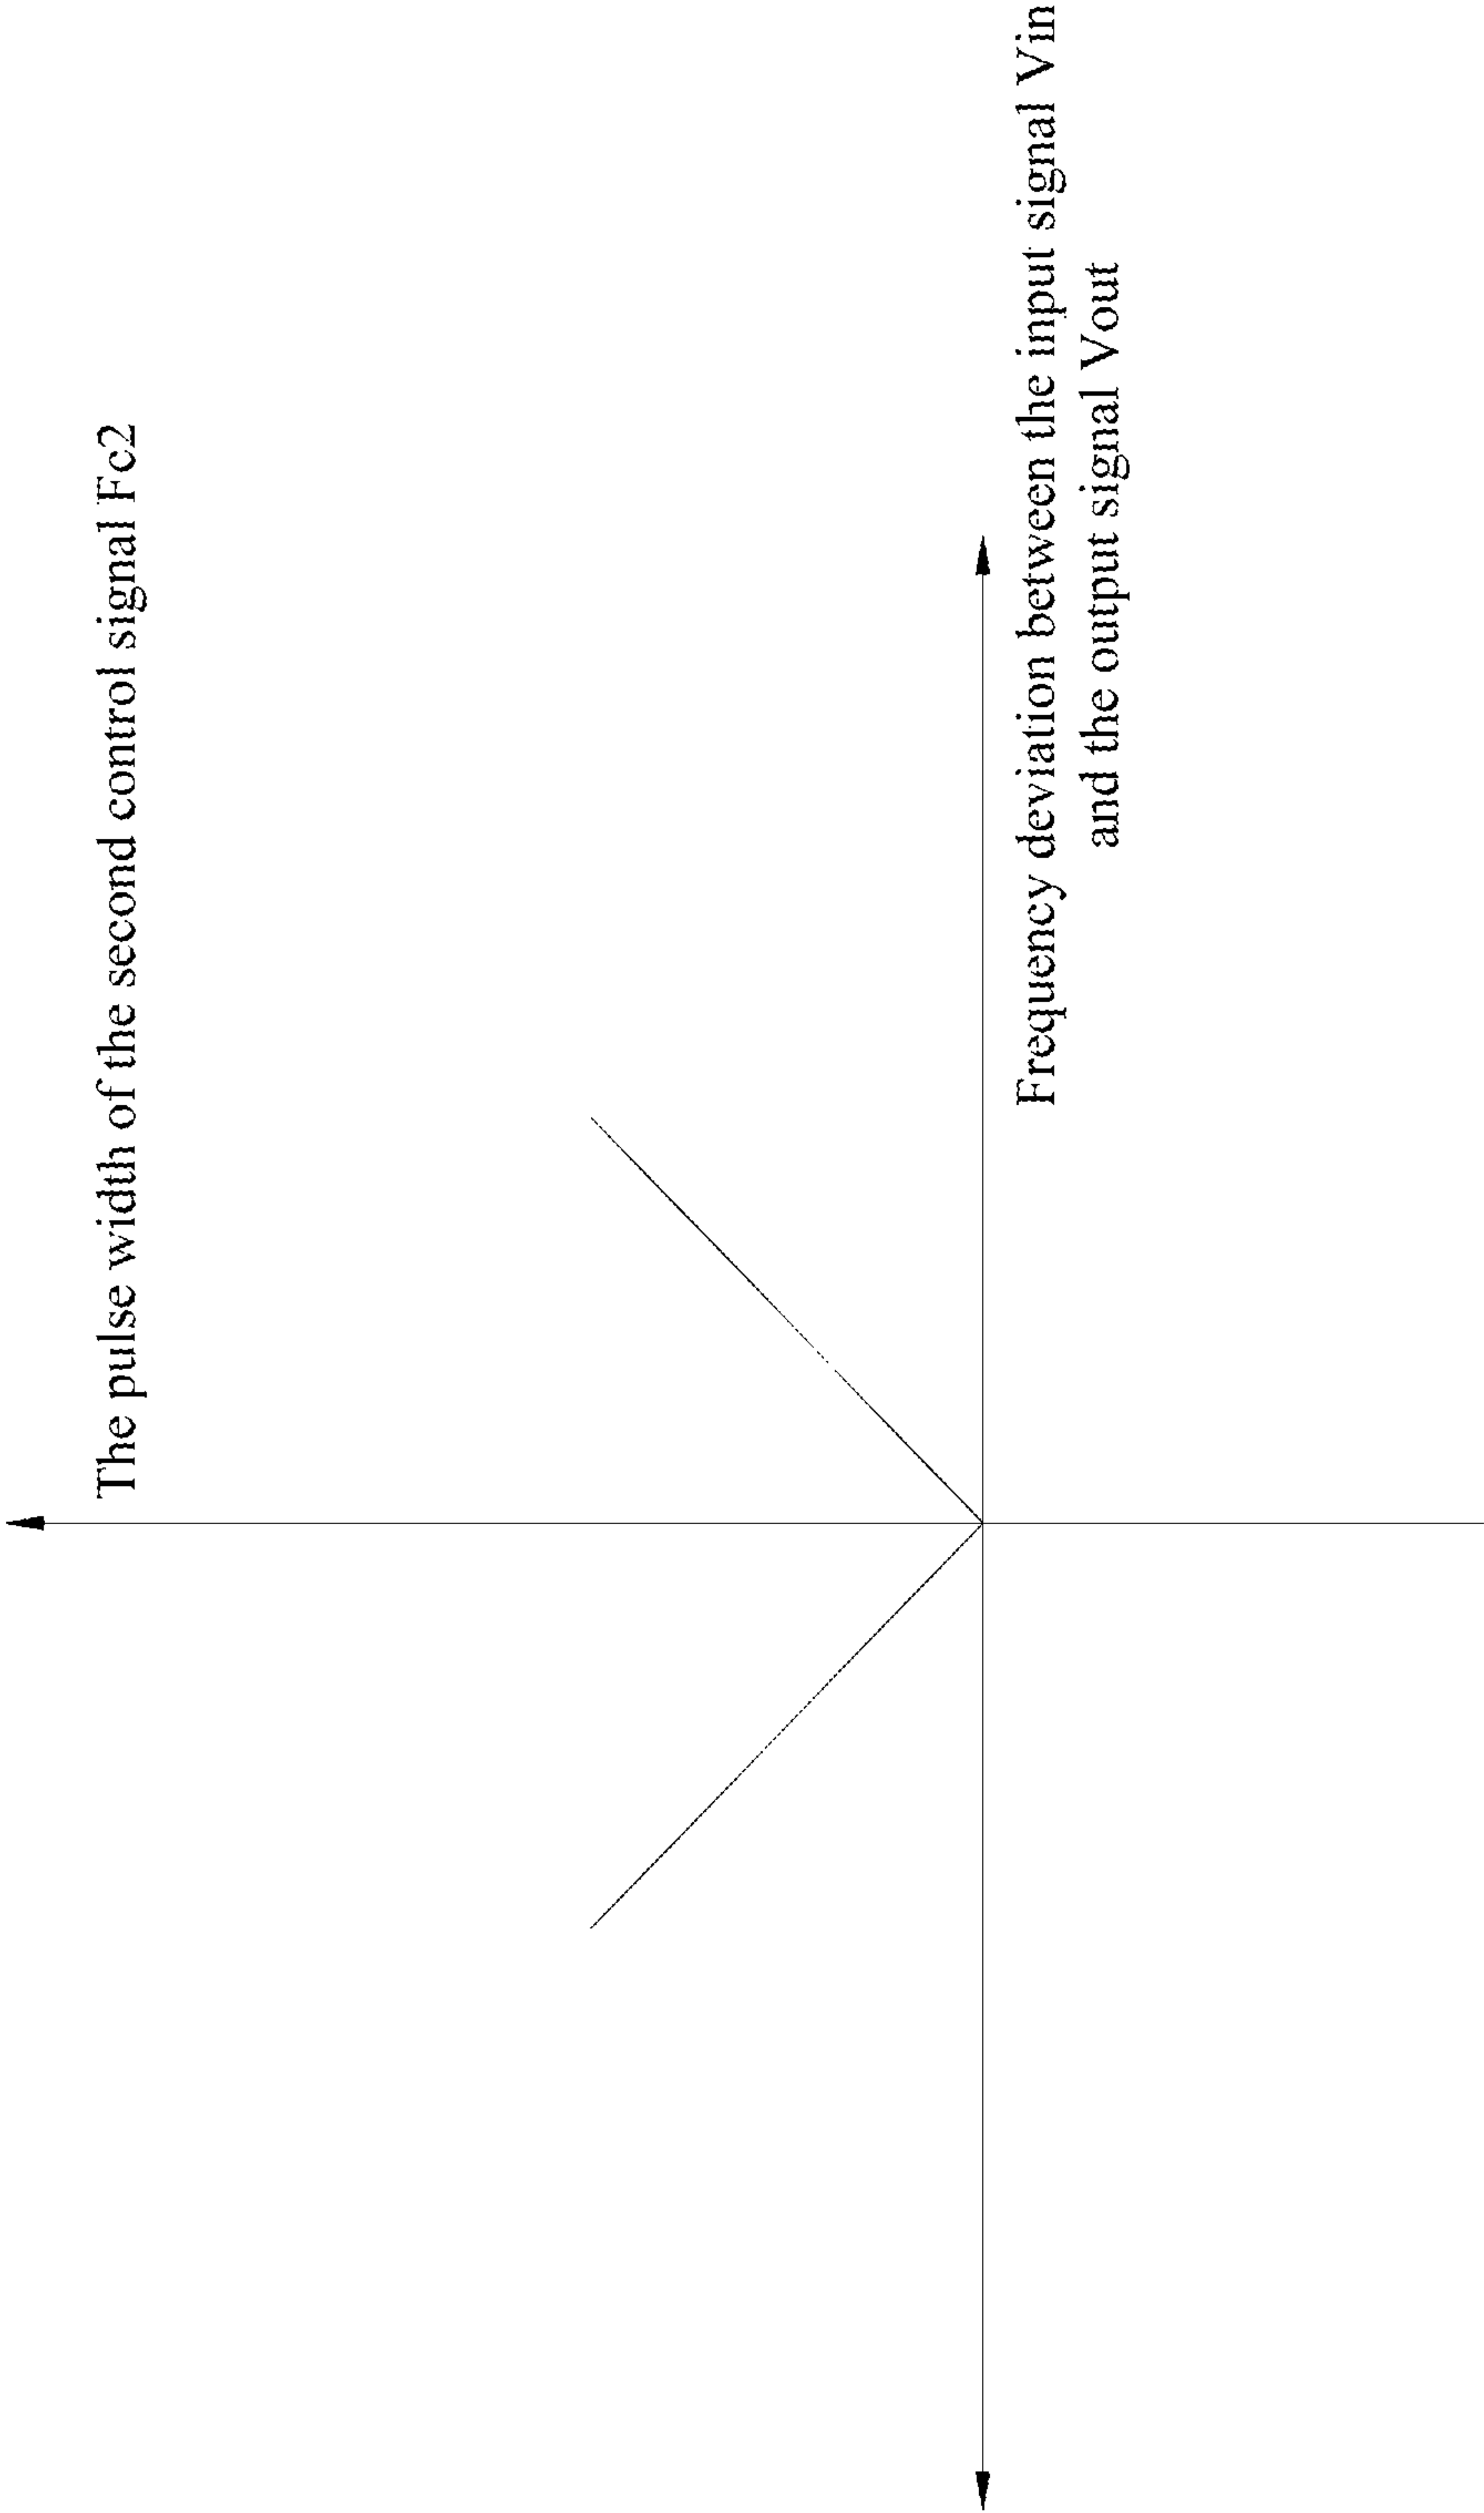 The pulse width of the second control signal Fc2
Frequency deviation between the input signal Vin
and the output signal Vout